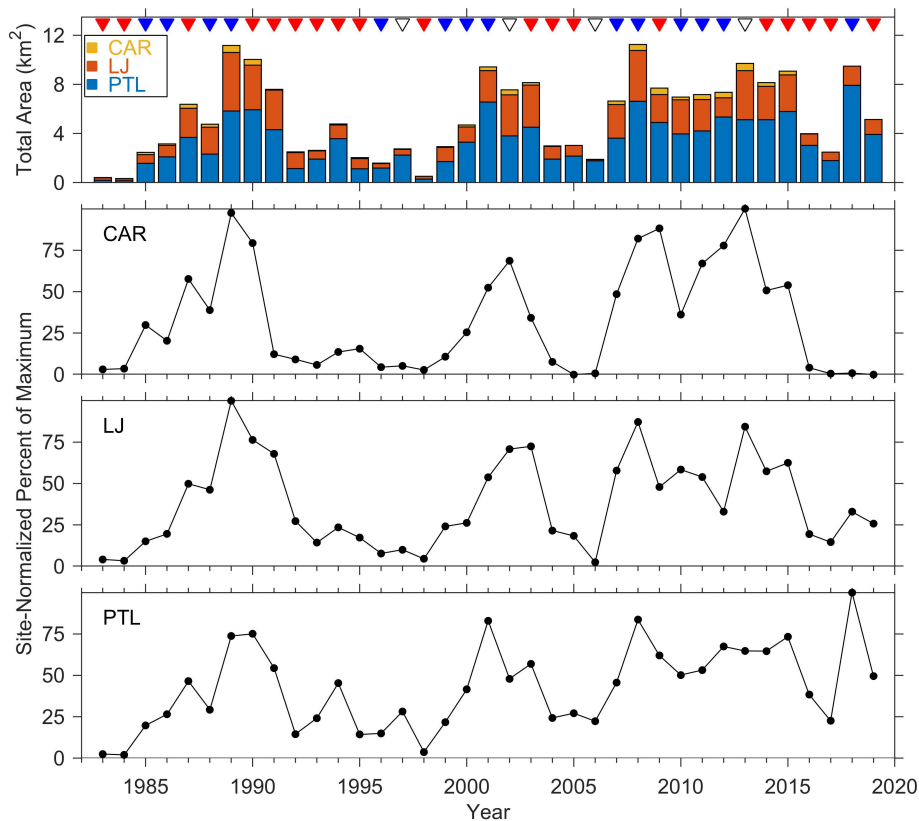 Total Area (km²)
12
8
4
0
CAR
LJ
PTL
Site-Normalized Percent of Maximum
CAR
75
50
25
0
LJ
75
50
25
0
PTL
75
50
25
0
1985 1990 1995 2000 2005 2010 2015 2020
Year